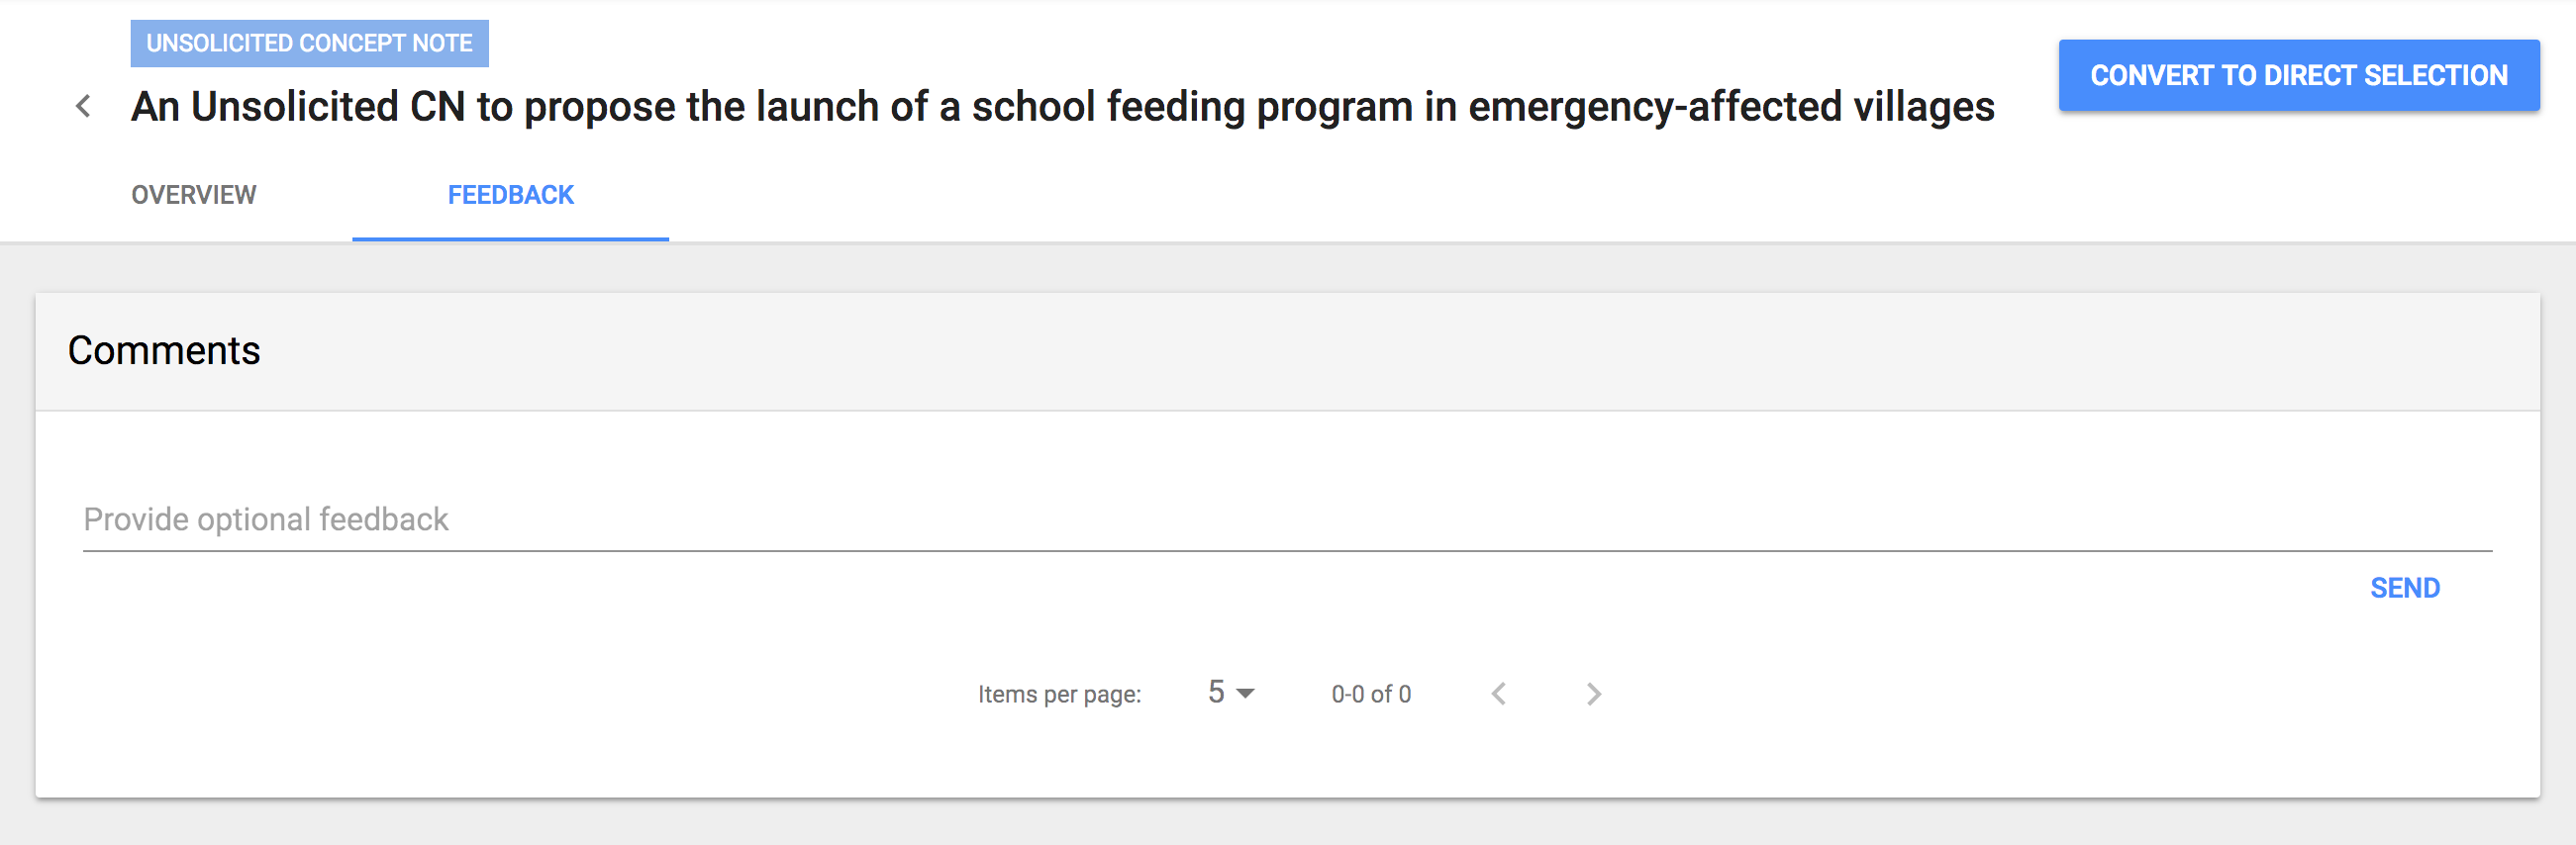 UNSOLICITED CONCEPT NOTE
An Unsolicited CN to propose the launch of a school feeding program in emergency-affected villages
CONVERT TO DIRECT SELECTION
OVERVIEW FEEDBACK
Comments
Provide optional feedback
SEND
Items per page: 5 0-0 of 0